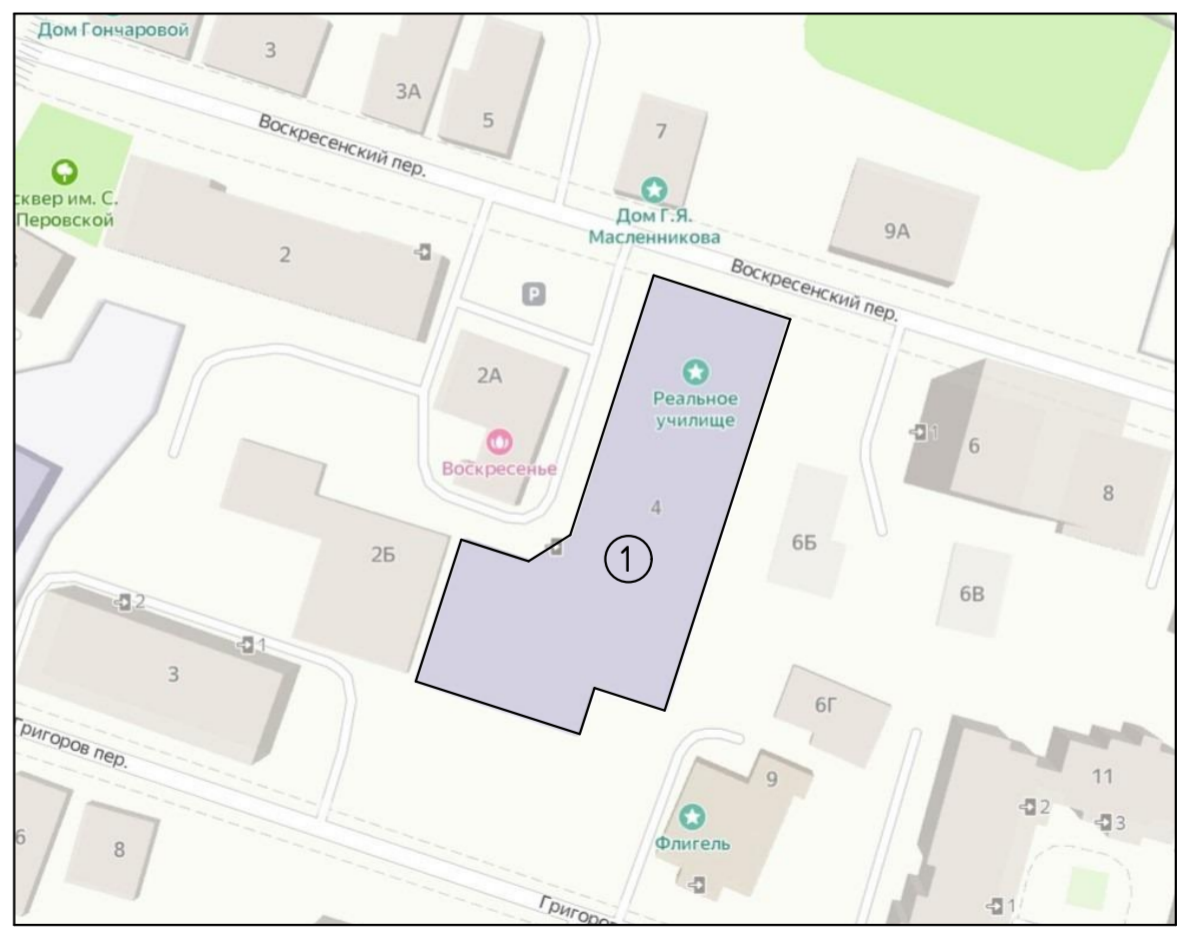 Дом Гончаровой
3
3А
5
Воскресенский пер.
7
сквер им. С.
Перовской
Дом Г.Я.
Масленникова
9А
2
P
Воскресенский пер.
2А
Реальное
училище
Воскресенье
1
6
8
4
6Б
2Б
1
6В
2
1
3
6Г
Григоров пер.
9
11
2
3
6
8
Флигель
1
Григоро